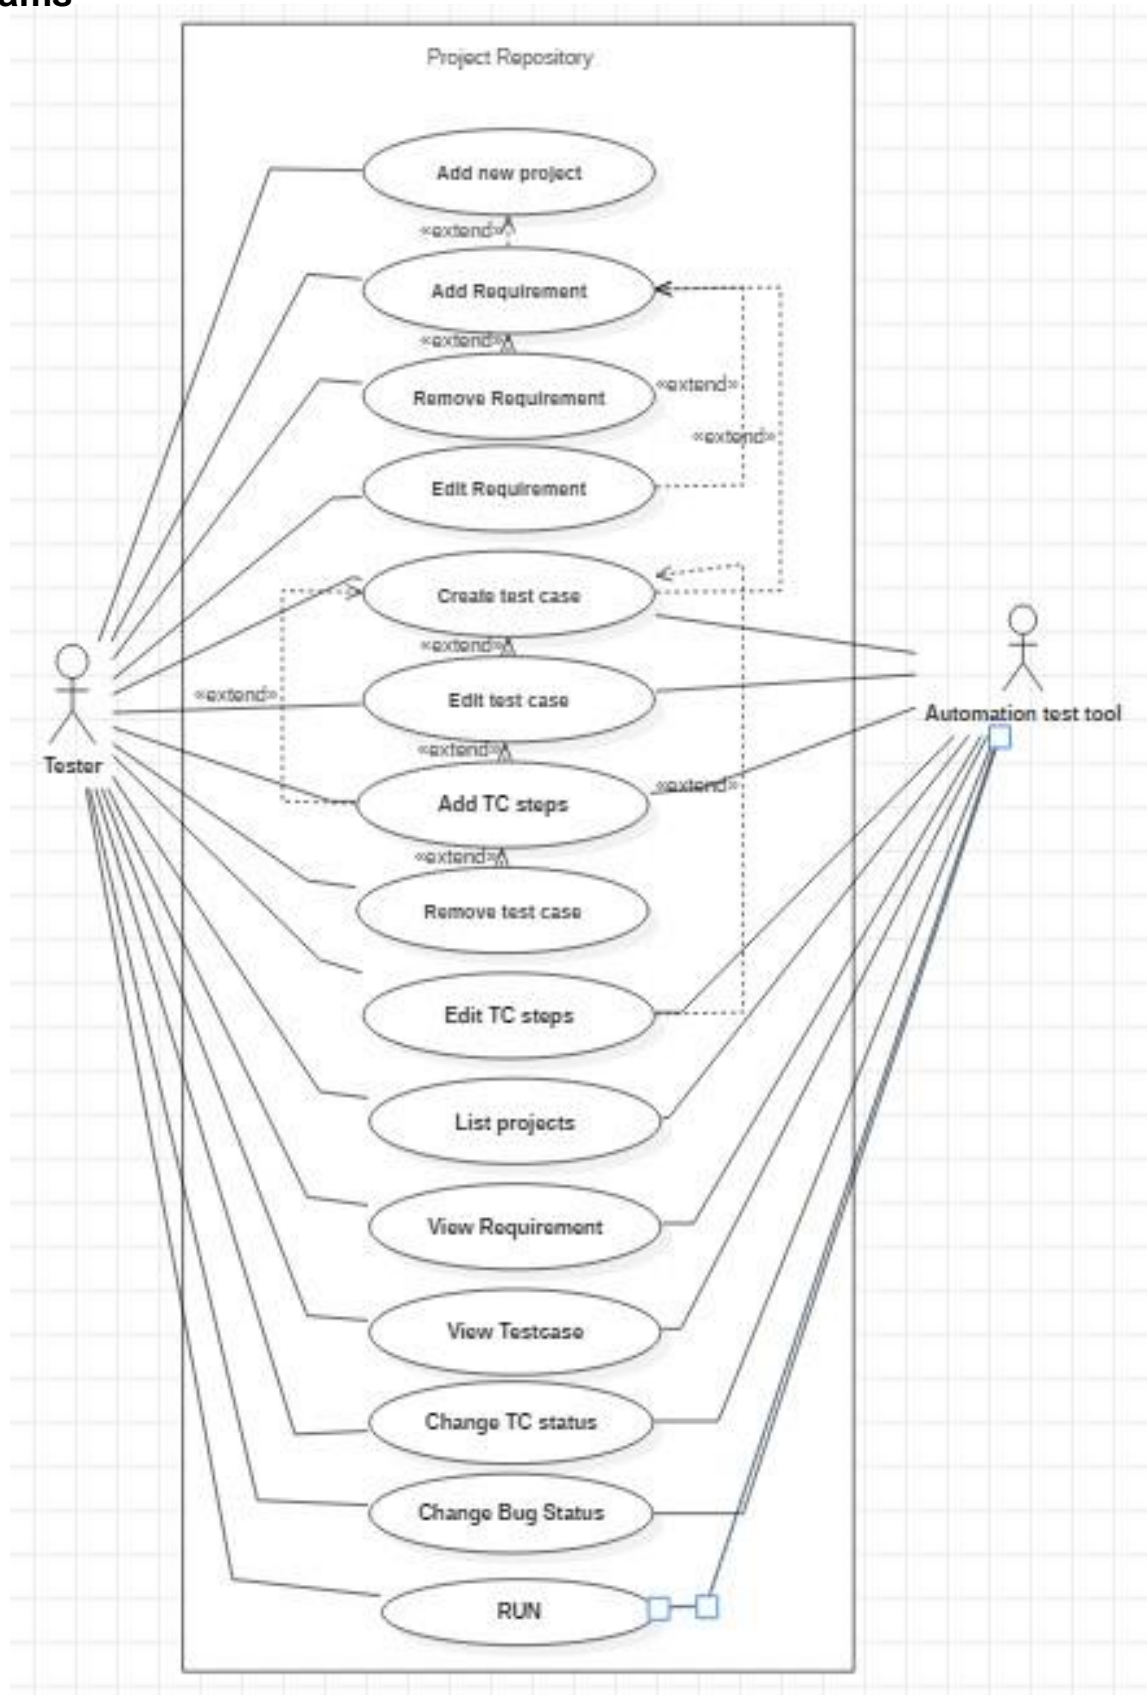 ams
Project Repository
Add new project
«extend»
Add Requirement
«extend»
Remove Requirement
«extend»
«extend»
Edit Requirement
Create test case
«extend»
Edit test case
«extend»
«extend»
Automation test tool
Tester
Add TC steps
«extend»
«extend»
Remove test case
Edit TC steps
List projects
View Requirement
View Testcase
Change TC status
Change Bug Status
RUN